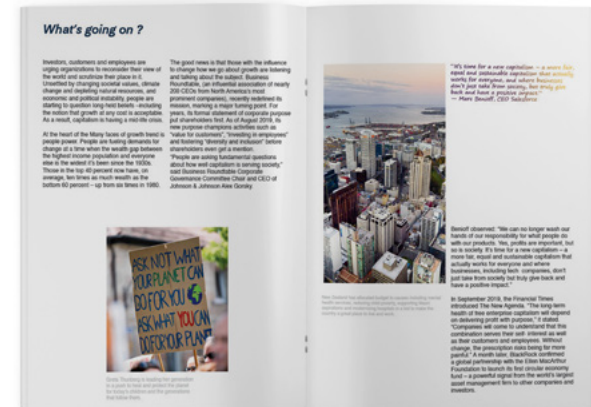 What's going on ?
Investors, customers and employees are
urging organizations to reconsider their view of
the world and scrutinize their place in it.
Unsettled by changing societal values, climate
change and depleting natural resources, and
economic and political instability, people are
starting to question long held beliefs - including
the notion that growth at any cost is acceptable.
As a result, capitalism is having a mid-life crisis.
At the heart of the Many faces of growth trend is
people power. People are fueling demands for
change at a time when the wealth gap between
the highest income population and everyone
else is the widest it's been since the 1930s.
Those in the top 40 percent now have, on
average, ten times as much wealth as the
bottom 60 percent – up from six times in 1980.
The good news is that those with the influence
to change how we go about growth are listening
and talking about the subject. Business
Roundtable, (an influential association of nearly
200 CEOs from North America's most
prominent companies), recently redefined its
mission, marking a major turning point. For
years, its formal statement of corporate purpose
put shareholders first. As of August 2019, its
new purpose champions activities such as
"value for customers", "investing in employees"
and fostering "diversity and inclusion" before
shareholders even get a mention.
"People are asking fundamental questions
about how well capitalism is serving society,"
said Business Roundtable Corporate
Governance Committee Chair and CEO of
Johnson & Johnson Alex Gorsky.
ASK NOT WHAT
YOUR PLANET CAN
DO FOR YOU
ASK WHAT YOU CAN
DO FOR YOUR PLANET
Greta Thunberg is leading her generation
"It's time for a new capitalism – a more fair,
equal and sustainable capitalism that actually
works for everyone, and where businesses
don't just take from society, but truly give
back and have a positive impact."
— Marc Benioff, CEO Salesforce
Benioff observed: "We can no longer wash our
hands of our responsibility for what people do
with our products. Yes, profits are important, but
so is society. It's time for a new capitalism – a
more fair, equal and sustainable capitalism that
actually works for everyone and where
businesses, including tech companies, don't
just take from society but truly give back and
have a positive impact."
In September 2019, the Financial Times
introduced The New Agenda. "The long-term
health of free enterprise capitalism will depend
on delivering profit with purpose," it stated.
"Companies will come to understand that this
combination serves their self-interest as well
as their customers and employees. Without
change, the prescription risks being far more
painful." A month later, BlackRock confirmed
a global partnership with the Ellen MacArthur
Foundation to launch its first circular economy
fund – a powerful signal from the world's largest
asset management firm to other companies and
investors.